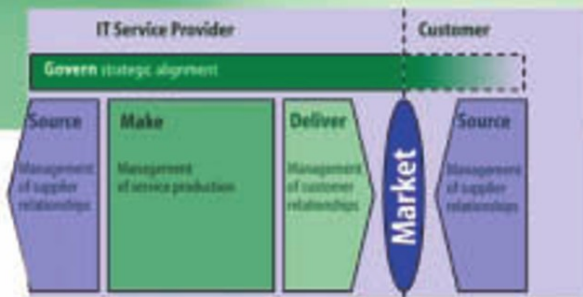 IT Service Provider
Customer
Govern strategic alignment
Source
Make
Deliver
Market
Source
Management
of supplier
relationships
Management
of service production
Management
of customer
relationships
Management
of supplier
relationships